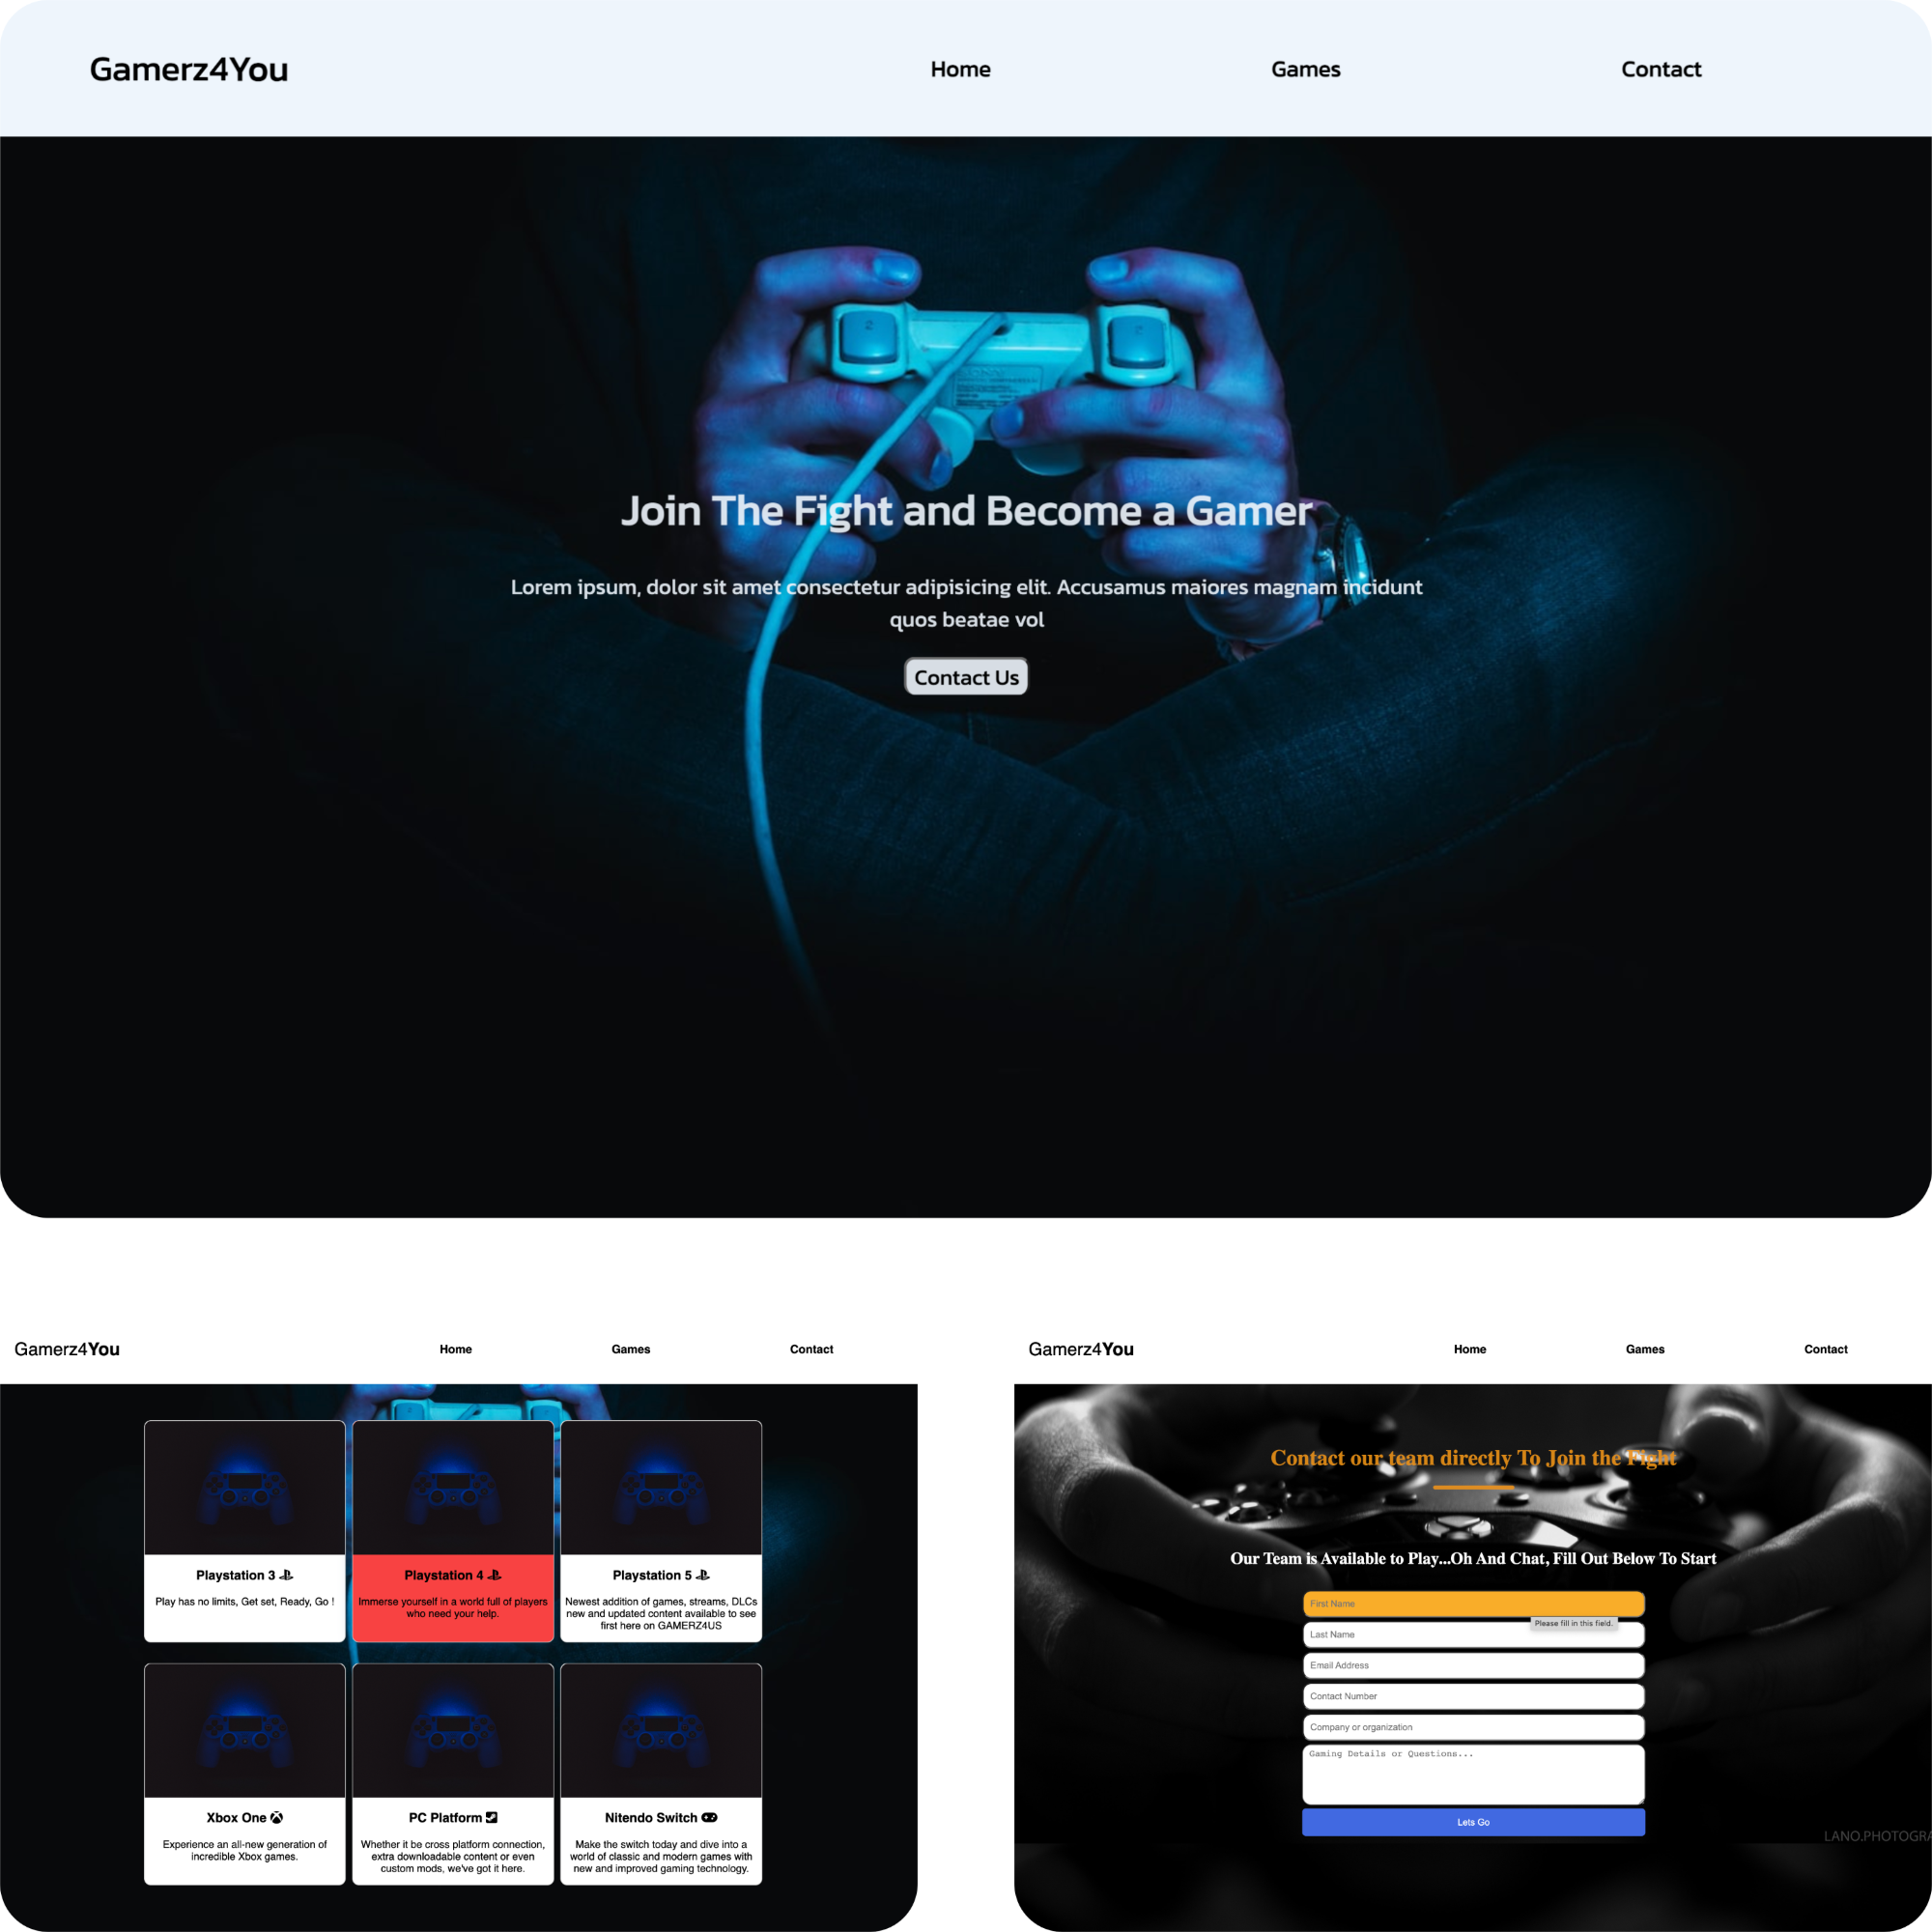 Gamerz4You
Home
Games
Contact
Join The Fight and Become a Gamer
Lorem ipsum, dolor sit amet consectetur adipisicing elit. Accusamus maiores magnam incidunt
quos beatae vol
Contact Us
Gamerz4You
Home
Games
Contact
Playstation 3
Play has no limits, Get set, Ready, Go !
Playstation 4
Immerse yourself in a world full of players
who need your help.
Playstation 5
Newest addition of games, streams, DLCs
new and updated content available to see
first here on GAMERZ4US
Xbox One
Experience an all-new generation of
incredible Xbox games.
PC Platform
Whether it be cross platform connection,
extra downloadable content or even
custom mods, we've got it here.
Nitendo Switch
Make the switch today and dive into a
world of classic and modern games with
new and improved gaming technology.
Gamerz4You
Home
Games
Contact
Contact our team directly To Join the Fight
Our Team is Available to Play...Oh And Chat, Fill Out Below To Start
First Name
Please fill in this field.
Last Name
Email Address
Contact Number
Company or organization
Gaming Details or Questions...
Lets Go
LANO.PHOTOGRA